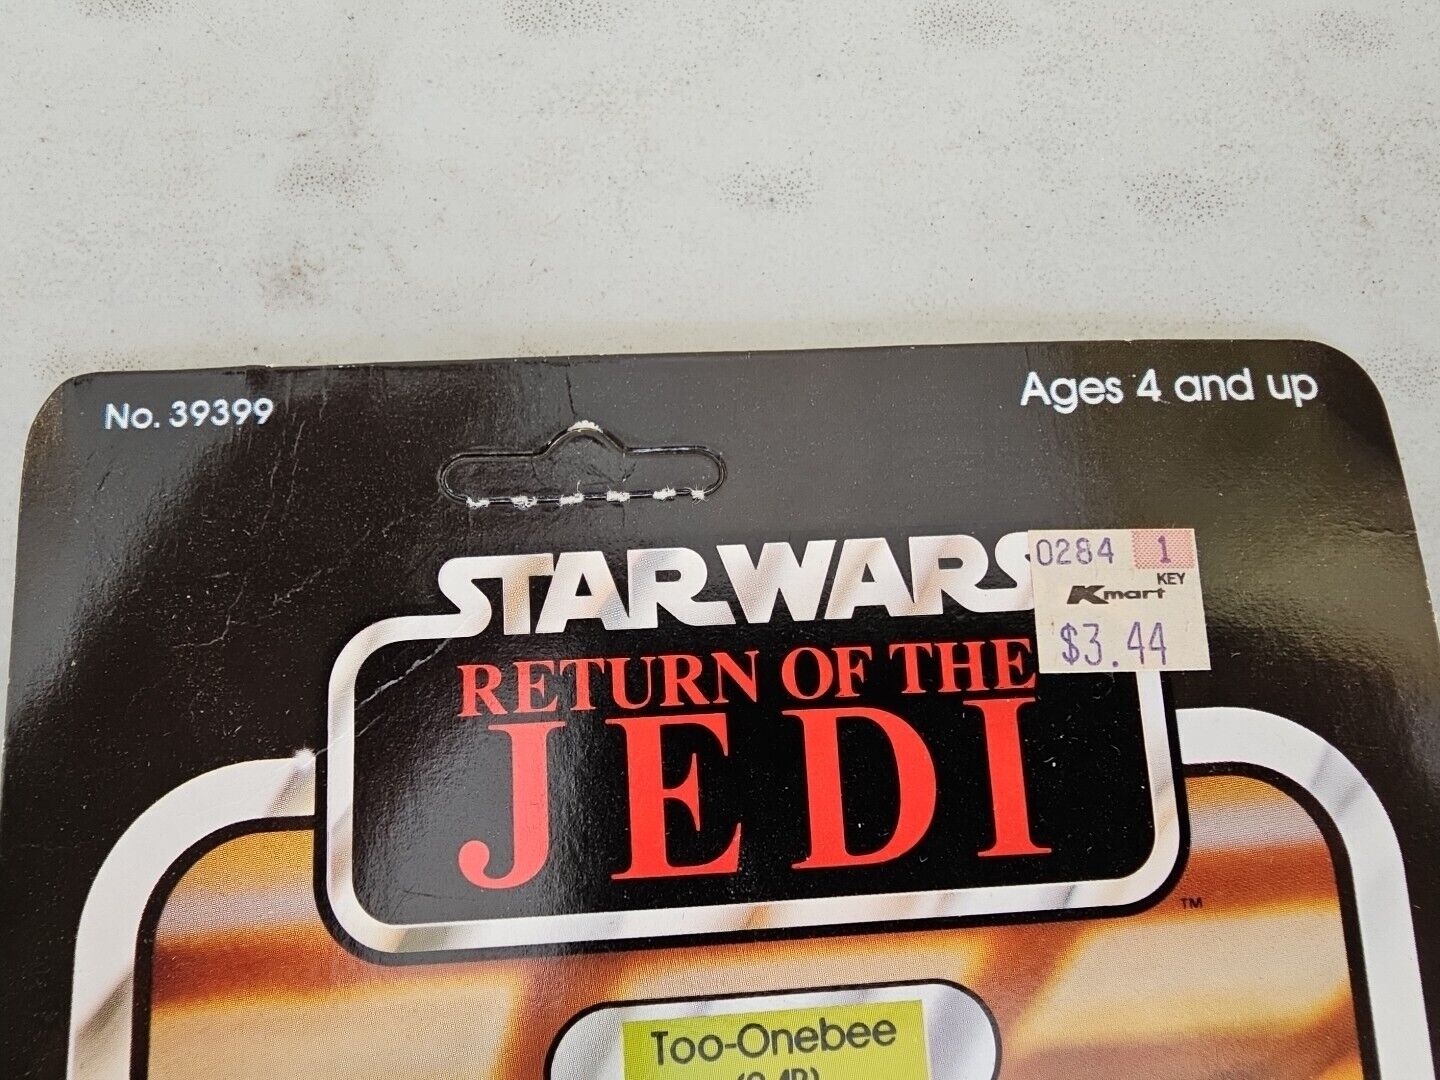 No. 39399
Ages 4 and up
STAR WARS
RETURN OF THE
JEDI
0284 1
KEY
Kmart
$3.44
TM
Too-Onebee